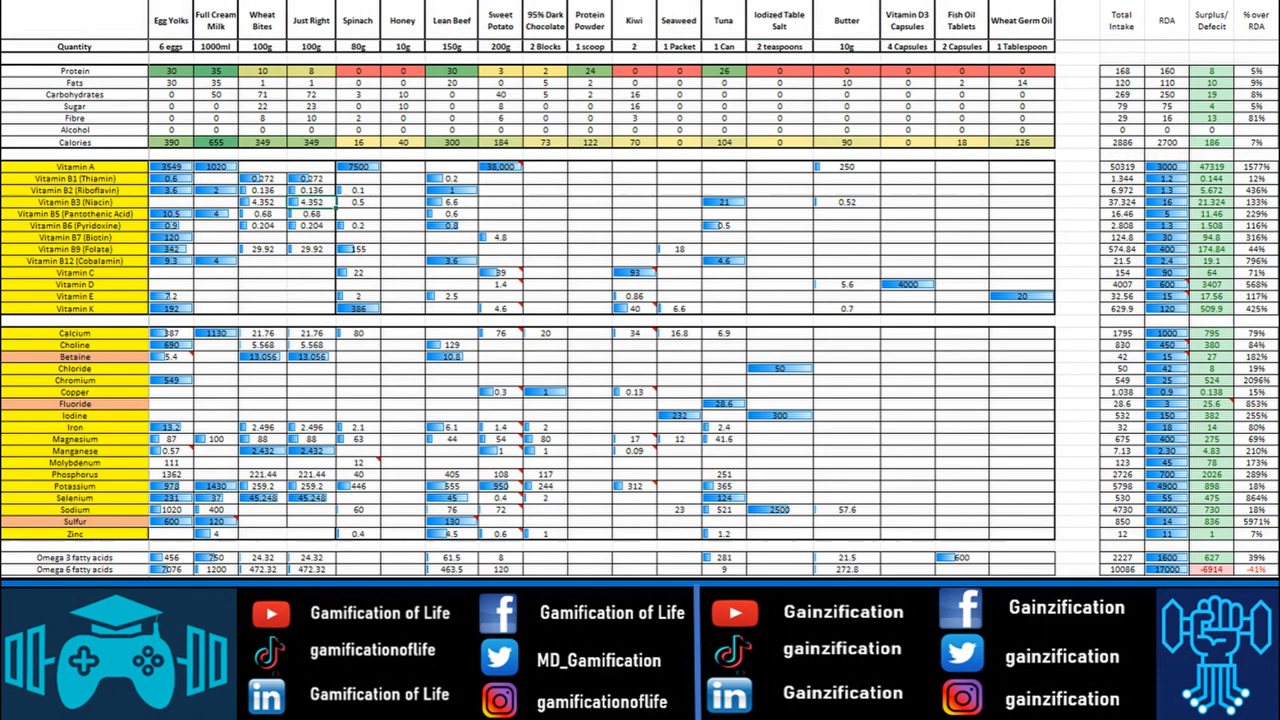 Egg Yolks Full Cream Milk Wheat Bites Just Right Spinach Honey Lean Beef Sweet Potato 95% Dark Chocolate Protein Powder Kiwi Seaweed Tuna Iodized Table Salt Butter Vitamin D3 Capsules Fish Oil Tablets Wheat Germ Oil Total Intake RDA Surplus/ Defecit % over RDA
Quantity 6 eggs 1000ml 100g 100g 80g 10g 150g 200g 2 Blocks 1 scoop 2 1 Packet 1 Can 2 teaspoons 10g 4 Capsules 2 Capsules 1 Tablespoon
Protein 30 35 10 8 0 0 30 3 2 24 0 0 26 0 0 0 0 0 168 160 8 5%
Fats 30 35 1 1 0 0 20 0 5 2 0 0 0 0 10 0 2 14 120 110 10 9%
Carbohydrates 0 50 71 72 3 10 0 40 5 2 16 0 0 0 0 0 0 0 269 250 19 8%
Sugar 0 0 22 23 0 10 0 0 0 0 16 0 0 0 0 0 0 0 79 75 4 5%
Fibre 0 0 8 10 2 0 0 6 0 0 3 0 0 0 0 0 0 0 29 16 13 81%
Alcohol 0 0 0 0 0 0 0 0 0 0 0 0 0 0 0 0 0 0 0 0 0
Calories 390 655 349 349 16 40 300 184 73 122 70 0 104 0 90 0 18 126 2886 2700 186 7%
Vitamin A 3549 1020 7500 38,000 250 50319 3000 47319 1577%
Vitamin B1 (Thiamin) 0.6 0.272 0.272 0.2 1.344 1.2 0.144 12%
Vitamin B2 (Riboflavin) 3.6 2 0.136 0.136 0.1 1 6.972 1.3 5.672 436%
Vitamin B3 (Niacin) 4.352 4.352 0.5 6.6 21 0.52 37.324 16 21.324 133%
Vitamin B5 (Pantothenic Acid) 10.5 4 0.68 0.68 0.6 16.46 5 11.46 229%
Vitamin B6 (Pyridoxine) 0.9 0.204 0.204 0.2 0.8 0.5 2.808 1.3 1.508 116%
Vitamin B7 (Biotin) 120 4.8 124.8 30 94.8 316%
Vitamin B9 (Folate) 342 29.92 29.92 155 18 574.84 400 174.84 44%
Vitamin B12 (Cobalamin) 9.3 4 3.6 4.6 21.5 2.4 19.1 796%
Vitamin C 22 39 93 154 90 64 71%
Vitamin D 1.4 5.6 4000 4007 600 3407 568%
Vitamin E 7.2 2 2.5 0.86 20 32.56 15 17.56 117%
Vitamin K 192 386 4.6 40 6.6 0.7 629.9 120 509.9 425%
Calcium 387 1130 21.76 21.76 80 76 20 34 16.8 6.9 1795 1000 795 79%
Choline 690 5.568 5.568 129 830 450 380 84%
Betaine 5.4 13.056 13.056 10.8 42 15 27 182%
Chloride 50 50 42 8 19%
Chromium 549 549 25 524 2096%
Copper 0.3 1 0.13 1.038 0.9 0.138 15%
Fluoride 28.6 28.6 3 25.6 853%
Iodine 232 300 532 150 382 255%
Iron 13.2 2.496 2.496 2.1 6.1 1.4 2 2.4 32 18 14 80%
Magnesium 87 100 88 88 63 44 54 80 17 12 41.6 675 400 275 69%
Manganese 0.57 2.432 2.432 1 1 0.09 7.13 2.30 4.83 210%
Molybdenum 111 12 123 45 78 173%
Phosphorus 1362 221.44 221.44 40 405 108 117 251 2726 700 2026 289%
Potassium 978 1430 259.2 259.2 446 555 950 244 312 365 5798 4900 898 18%
Selenium 231 37 45.248 45.248 45 0.4 2 124 530 55 475 864%
Sodium 1020 400 60 76 72 23 521 2500 57.6 4730 4000 730 18%
Sulfur 600 120 130 850 14 836 5971%
Zinc 4 0.4 4.5 0.6 1 1.2 12 11 1 7%
Omega 3 fatty acids 456 750 24.32 24.32 61.5 8 281 21.5 600 2227 1600 627 39%
Omega 6 fatty acids 7076 1200 472.32 472.32 463.5 120 9 272.8 10086 17000 -6914 -41%
Gamification of Life Gamification of Life Gainzification Gainzification
gamificationoflife MD_Gamification gainzification gainzification
Gamification of Life gamificationoflife Gainzification gainzification